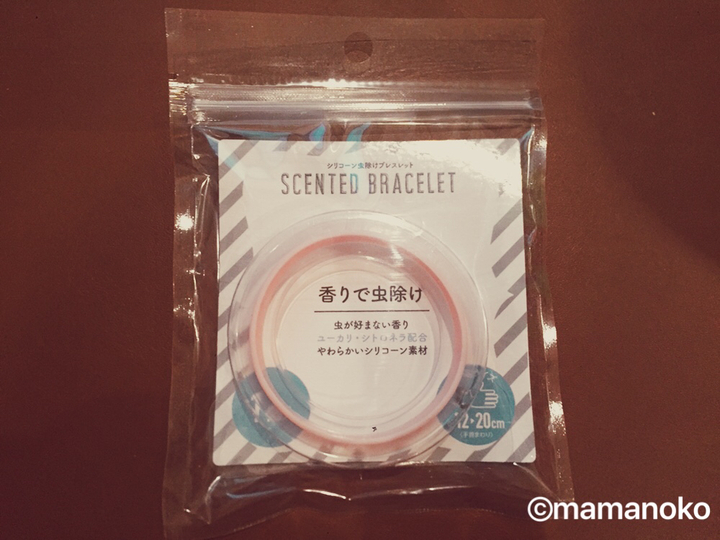 シリコーン虫除けブレスレット
SCENTED BRACELET
香りで虫除け
虫が好まない香り
ユーカリ・シトロネラ配合
やわらかいシリコーン素材
12▸20cm
©mamanoko